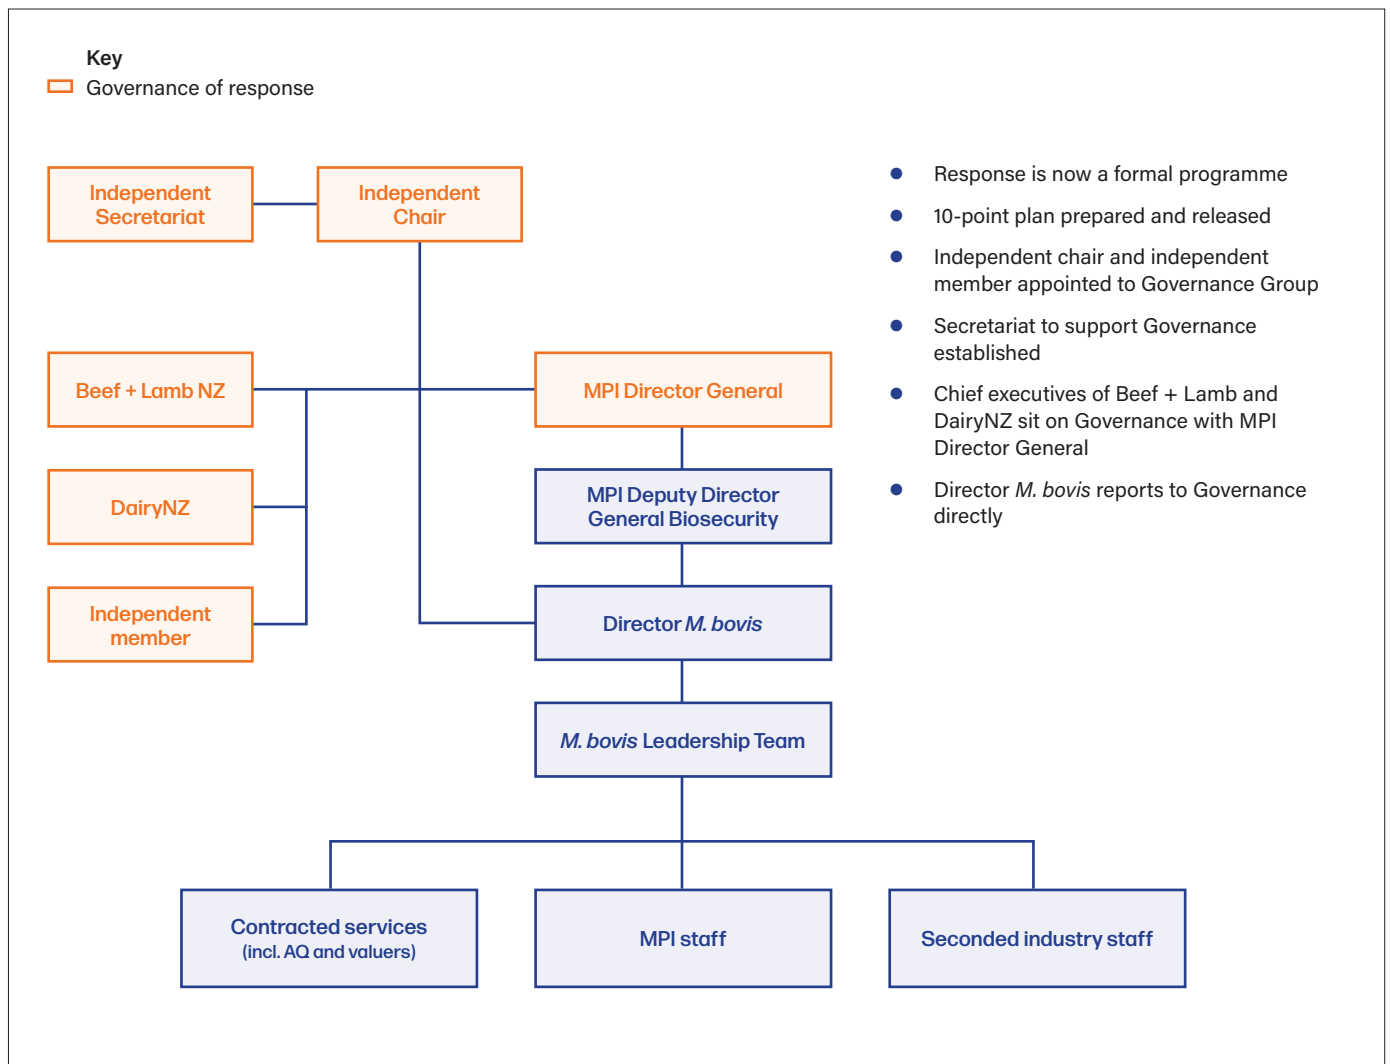 Key
Governance of response
Independent
Secretariat
Independent
Chair
Beef + Lamb NZ
MPI Director General
DairyNZ
MPI Deputy Director
General Biosecurity
Independent
member
Director M. bovis
M. bovis Leadership Team
Contracted services
(incl. AQ and valuers)
MPI staff
Seconded industry staff
Response is now a formal programme
10-point plan prepared and released
Independent chair and independent
member appointed to Governance Group
Secretariat to support Governance
established
Chief executives of Beef + Lamb and
DairyNZ sit on Governance with MPI
Director General
Director M. bovis reports to Governance
directly